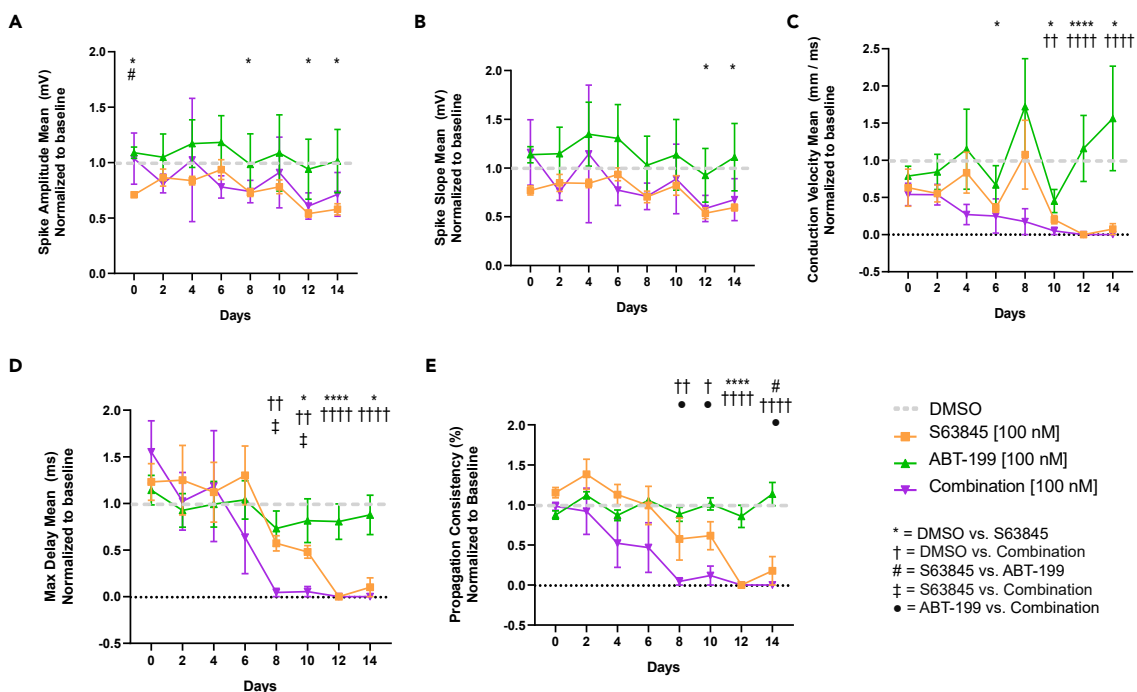 A
Spike Amplitude Mean (mV)
Normalized to baseline
2.0
1.5
1.0
0.5
0.0
*
#
*
*
*
0 2 4 6 8 10 12 14
Days
B
Spike Slope Mean (mV)
Normalized to baseline
2.0
1.5
1.0
0.5
0.0
*
*
0 2 4 6 8 10 12 14
Days
C
Conduction Velocity Mean (mm / ms)
Normalized to baseline
2.5
2.0
1.5
1.0
0.5
0.0
-0.5
* * **** *
†† †††† ††††
0 2 4 6 8 10 12 14
Days
D
Max Delay Mean (ms)
Normalized to baseline
2.0
1.5
1.0
0.5
0.0
-0.5
†† * **** *
‡ †† †††† ††††
‡
0 2 4 6 8 10 12 14
Days
E
Propagation Consistency (%)
Normalized to Baseline
2.0
1.5
1.0
0.5
0.0
-0.5
†† † **** #
● ● †††† ††††
●
0 2 4 6 8 10 12 14
Days
DMSO
S63845 [100 nM]
ABT-199 [100 nM]
Combination [100 nM]
* = DMSO vs. S63845
† = DMSO vs. Combination
# = S63845 vs. ABT-199
‡ = S63845 vs. Combination
● = ABT-199 vs. Combination